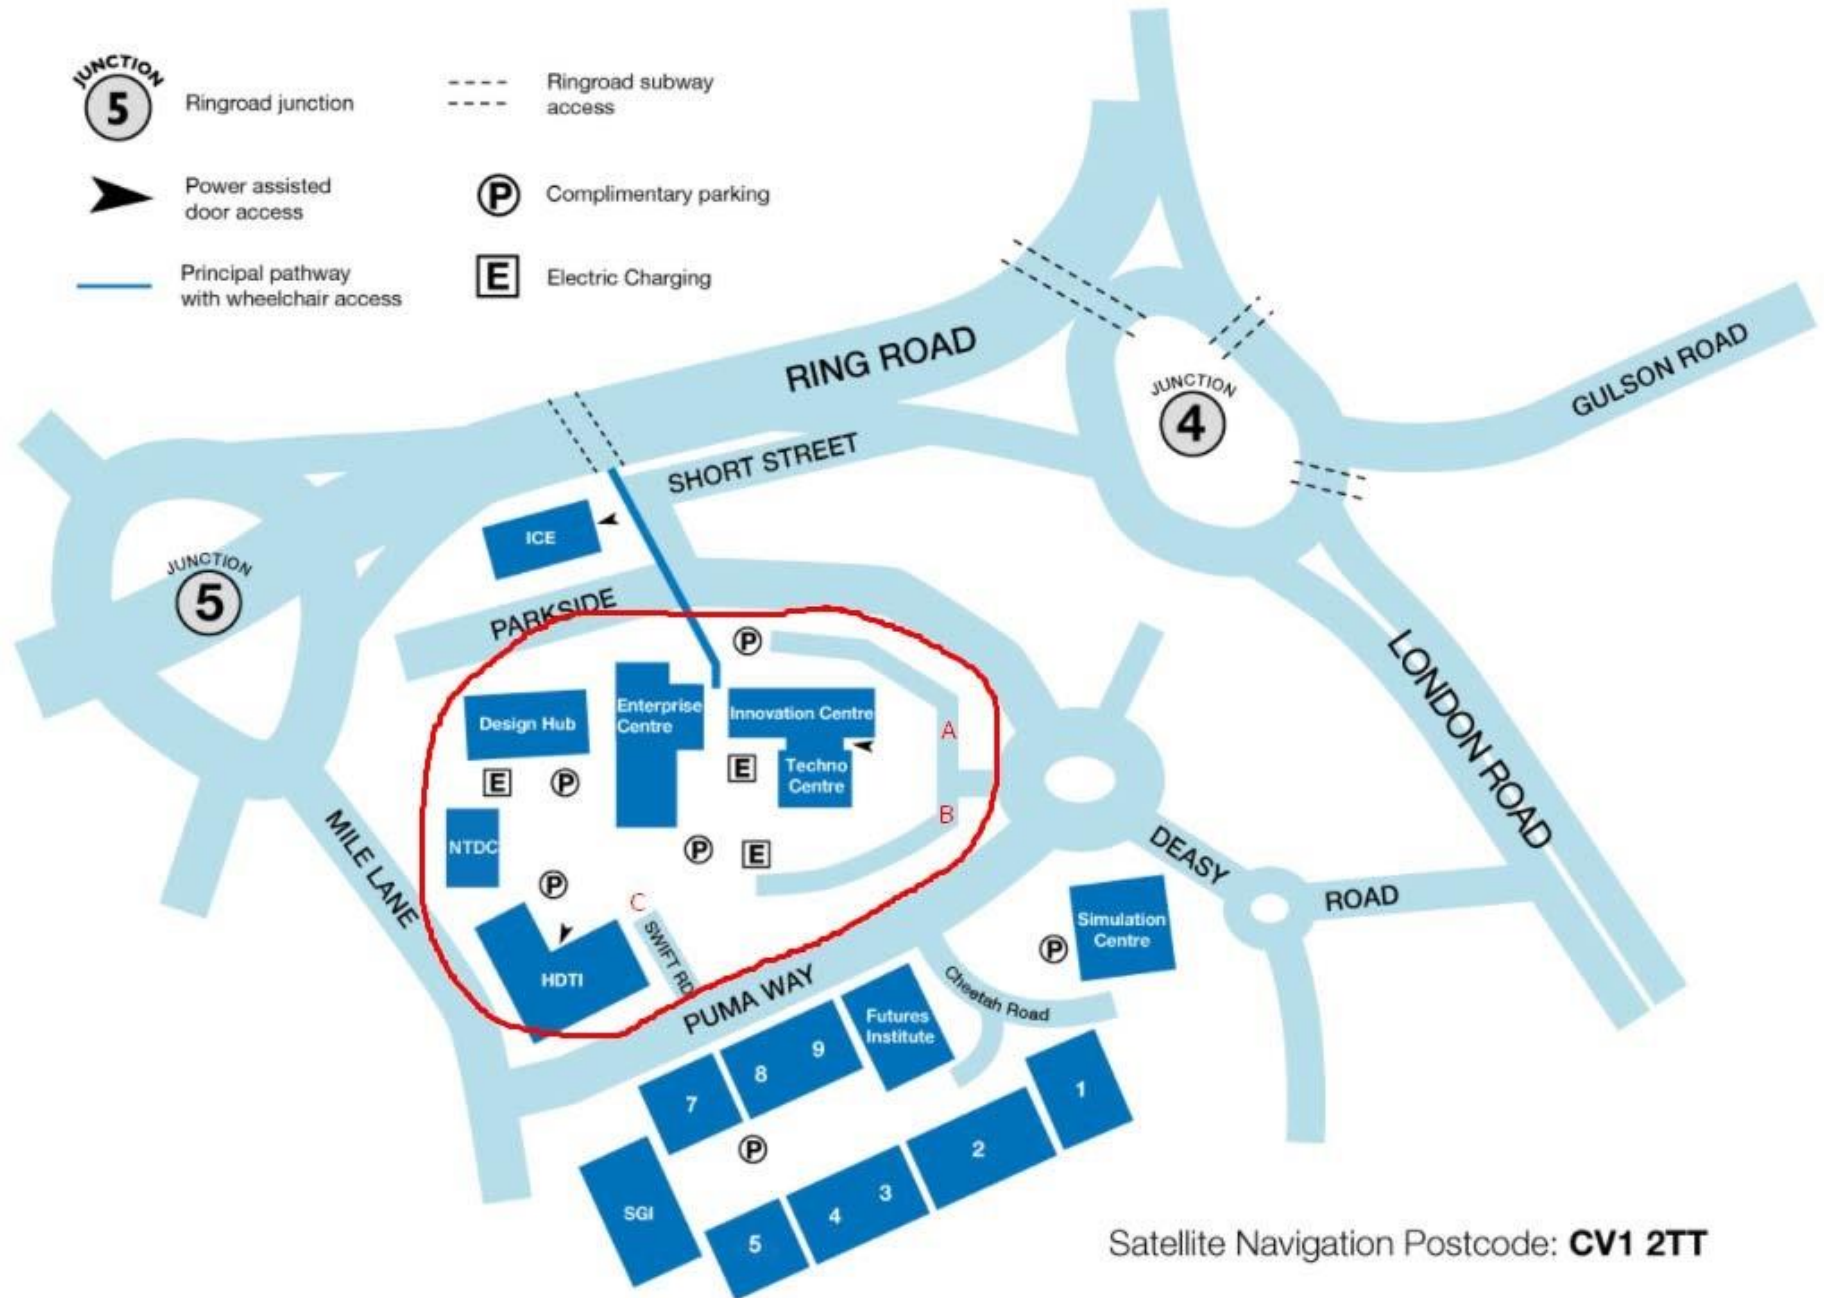 JUNCTION
5
Ringroad junction
Ringroad subway
access
Power assisted
door access
P
Complimentary parking
Principal pathway
with wheelchair access
E
Electric Charging
RING ROAD
GULSON ROAD
JUNCTION
4
SHORT STREET
ICE
JUNCTION
5
PARKSIDE
P
LONDON ROAD
Design Hub
Enterprise
Centre
Innovation Centre
A
E
P
E
Techno
Centre
B
MILE LANE
NTDC
P
E
P
C
DEASY
ROAD
SWIFT RD
HDTI
Simulation
Centre
P
PUMA WAY
Cheetah Road
Futures
Institute
7
8
9
1
P
2
SGI
3
4
5
Satellite Navigation Postcode: CV1 2TT